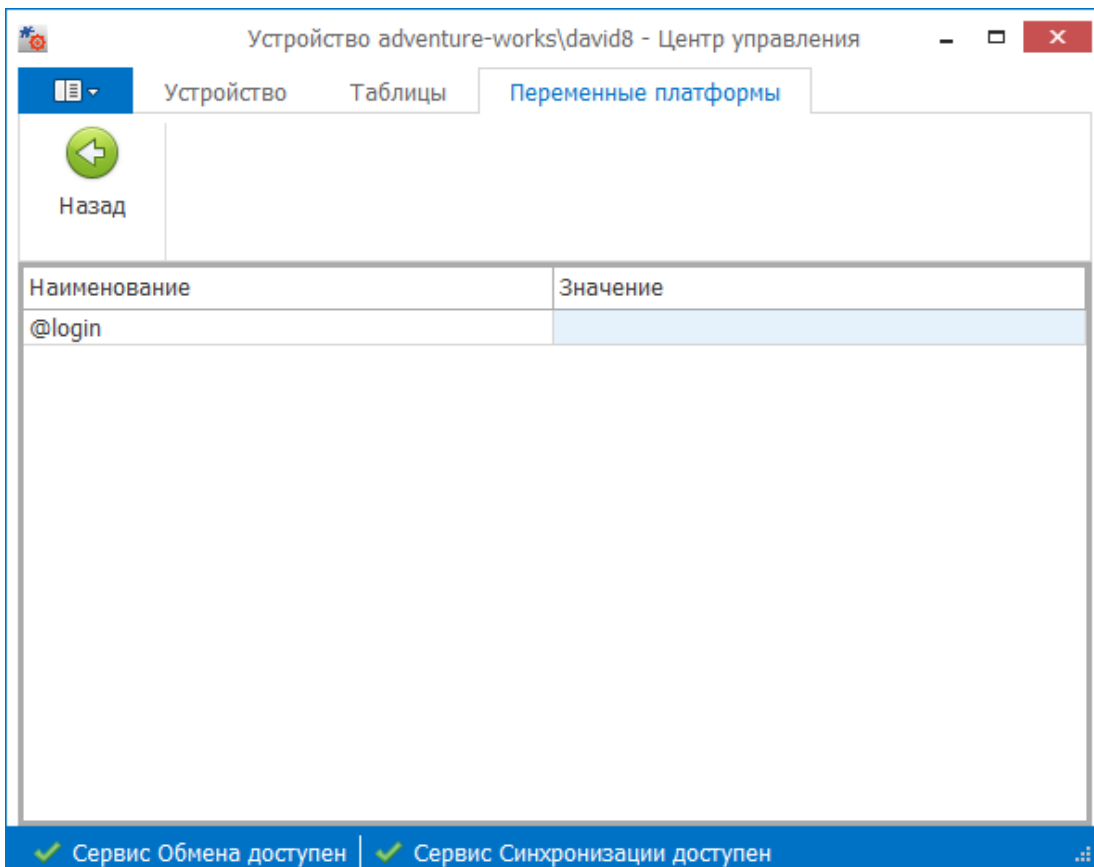 Устройство adventure-works\david8 - Центр управления
Устройство Таблицы Переменные платформы
Назад
Наименование Значение
@login
Сервис Обмена доступен Сервис Синхронизации доступен